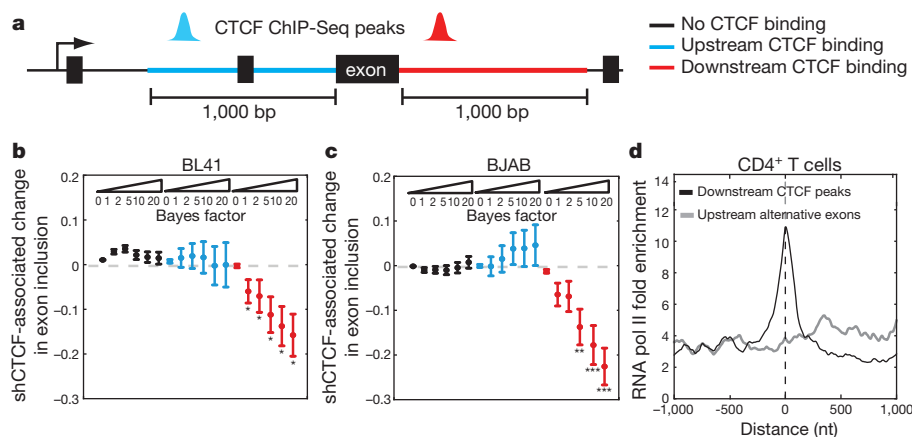 a
CTCF ChIP-Seq peaks
No CTCF binding
Upstream CTCF binding
Downstream CTCF binding
exon
1,000 bp
1,000 bp
b
BL41
shCTCF-associated change
in exon inclusion
0.2
0.1
0
−0.1
−0.2
−0.3
0 1 2 5 10 20
0 1 2 5 10 20
0 1 2 5 10 20
Bayes factor
* * * * *
c
BJAB
shCTCF-associated change
in exon inclusion
0.2
0.1
0
−0.1
−0.2
−0.3
0 1 2 5 10 20
0 1 2 5 10 20
0 1 2 5 10 20
Bayes factor
** *** ***
d
CD4⁺ T cells
Downstream CTCF peaks
Upstream alternative exons
RNA pol II fold enrichment
14
12
10
8
6
4
2
0
−1,000 −500 0 500 1,000
Distance (nt)